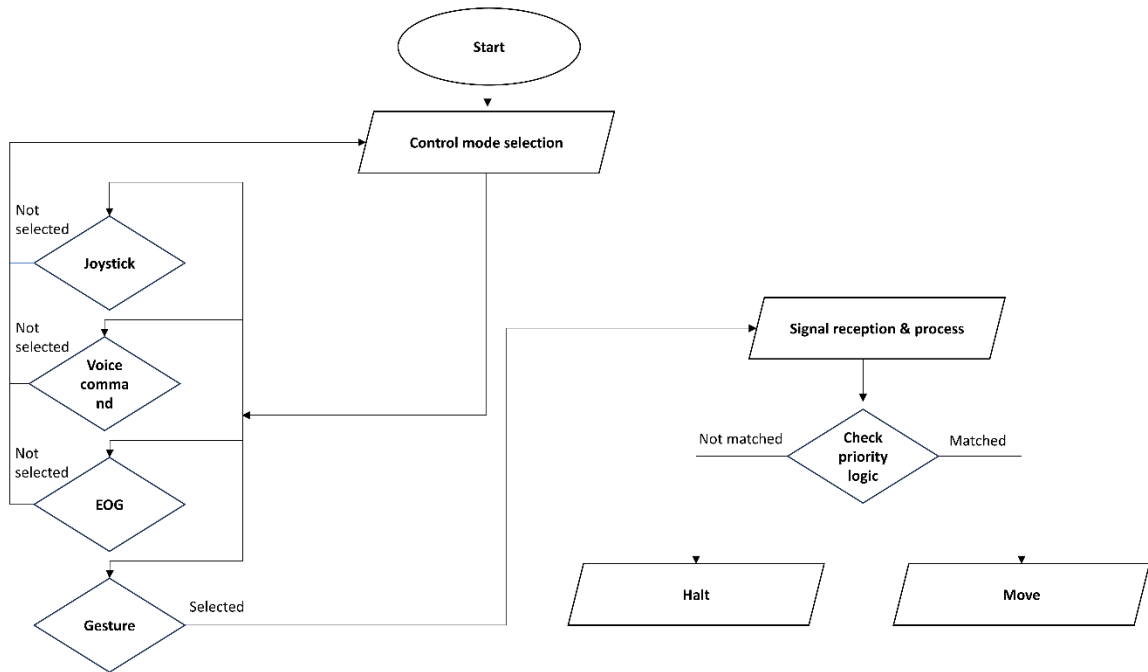 Start
Control mode selection
Not
selected
Joystick
Not
selected
Voice
comma
nd
Not
selected
EOG
Gesture
Selected
Signal reception & process
Not matched
Check
priority
logic
Matched
Halt
Move